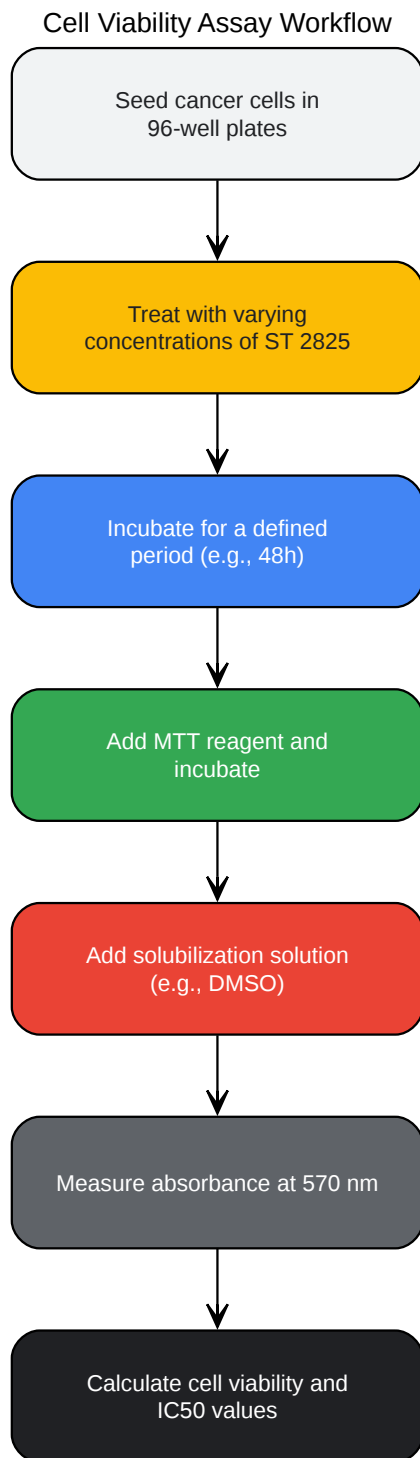 Cell Viability Assay Workflow
Seed cancer cells in
96-well plates
Treat with varying
concentrations of ST 2825
Incubate for a defined
period (e.g., 48h)
Add MTT reagent and
incubate
Add solubilization solution
(e.g., DMSO)
Measure absorbance at 570 nm
Calculate cell viability and
IC50 values